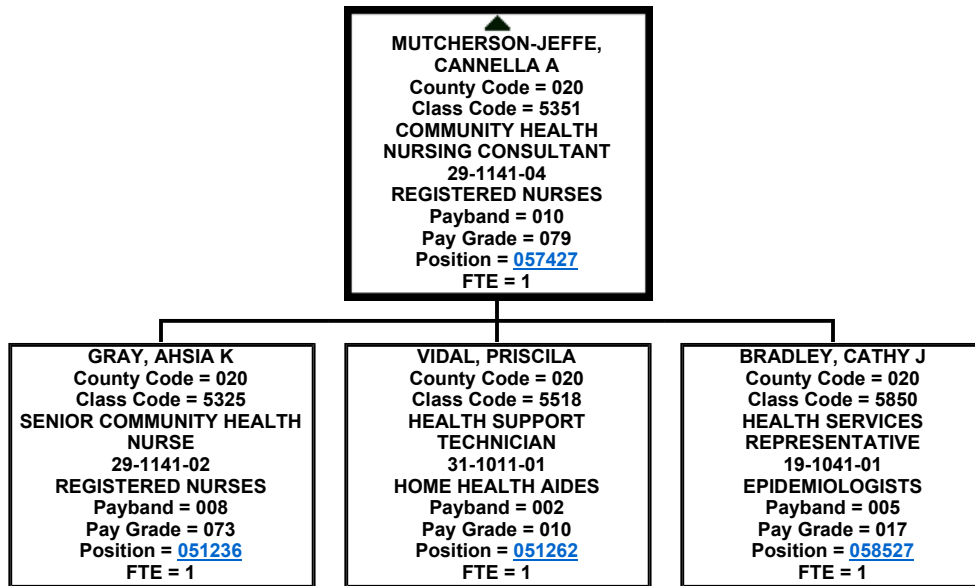 MUTCHERSON-JEFFE,
CANNELLA A
County Code = 020
Class Code = 5351
COMMUNITY HEALTH
NURSING CONSULTANT
29-1141-04
REGISTERED NURSES
Payband = 010
Pay Grade = 079
Position = 057427
FTE = 1
GRAY, AHSIA K
County Code = 020
Class Code = 5325
SENIOR COMMUNITY HEALTH
NURSE
29-1141-02
REGISTERED NURSES
Payband = 008
Pay Grade = 073
Position = 051236
FTE = 1
VIDAL, PRISCILA
County Code = 020
Class Code = 5518
HEALTH SUPPORT
TECHNICIAN
31-1011-01
HOME HEALTH AIDES
Payband = 002
Pay Grade = 010
Position = 051262
FTE = 1
BRADLEY, CATHY J
County Code = 020
Class Code = 5850
HEALTH SERVICES
REPRESENTATIVE
19-1041-01
EPIDEMIOLOGISTS
Payband = 005
Pay Grade = 017
Position = 058527
FTE = 1